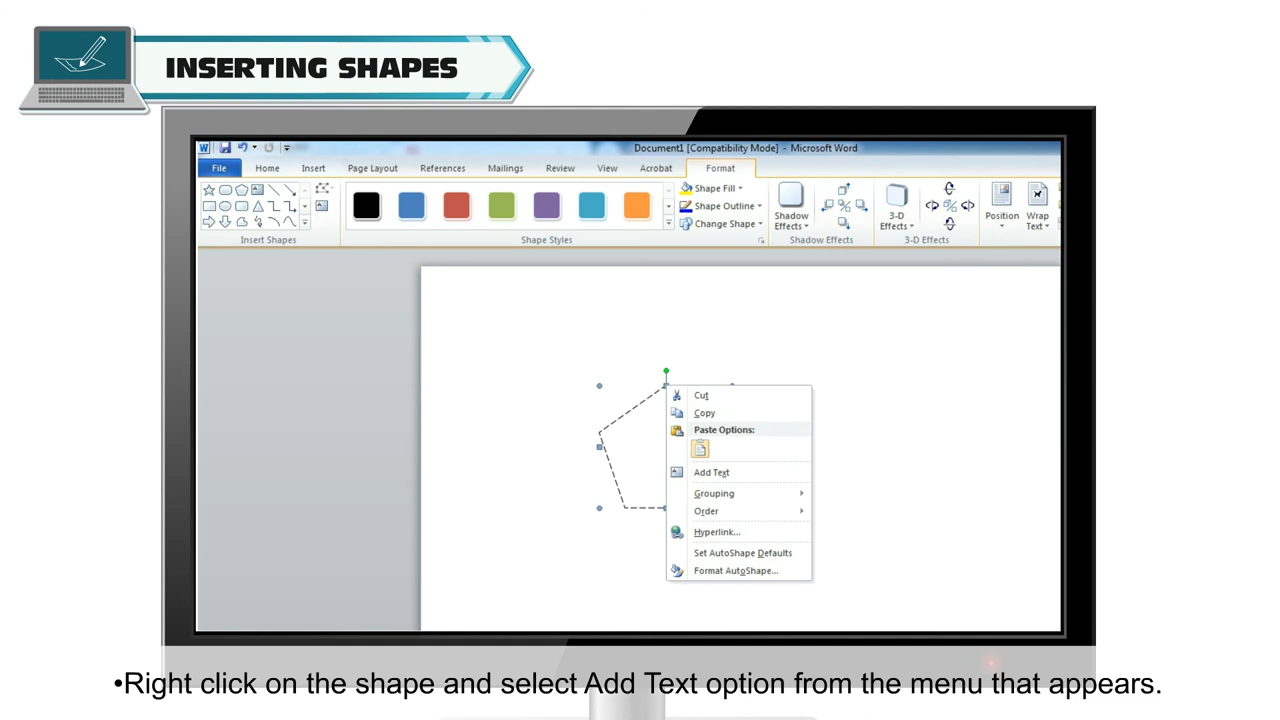 INSERTING SHAPES
Document1 [Compatibility Mode] - Microsoft Word
File Home Insert Page Layout References Mailings Review View Acrobat Format
Shape Fill
Shape Outline
Change Shape
Shadow Effects
3-D Effects
Position
Wrap Text
Insert Shapes Shape Styles Shadow Effects 3-D Effects
Cut
Copy
Paste Options:
Add Text
Grouping
Order
Hyperlink...
Set AutoShape Defaults
Format AutoShape...
•Right click on the shape and select Add Text option from the menu that appears.